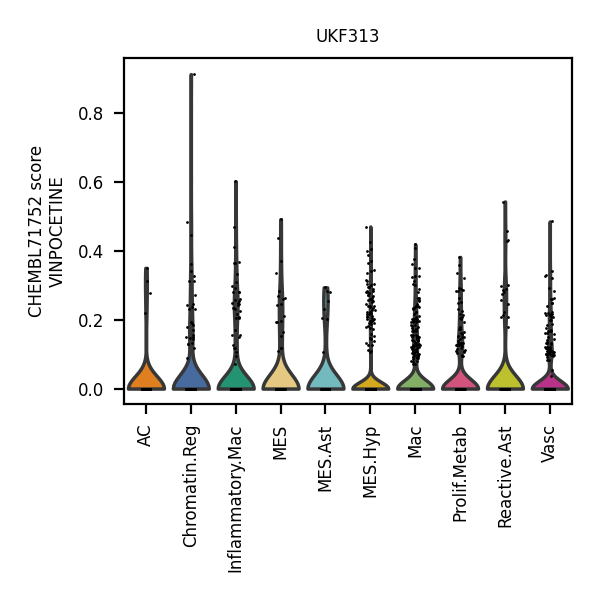 UKF313
CHEMBL71752 score
VINPOCETINE
0.8
0.6
0.4
0.2
0.0
AC
Chromatin.Reg
Inflammatory.Mac
MES
MES.Ast
MES.Hyp
Mac
Prolif.Metab
Reactive.Ast
Vasc